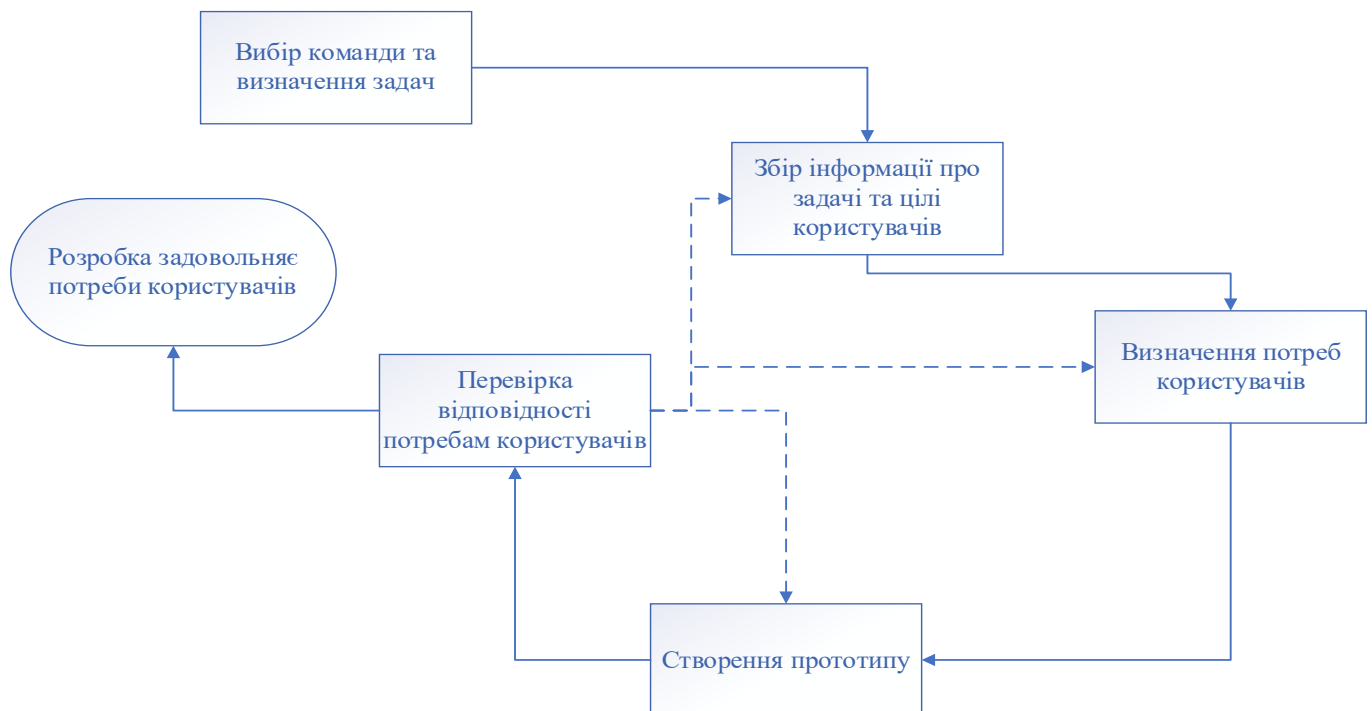 Вибір команди та
визначення задач
Збір інформації про
задачі та цілі
користувачів
Розробка задовольняє
потреби користувачів
Визначення потреб
користувачів
Перевірка
відповідності
потребам користувачів
Створення прототипу